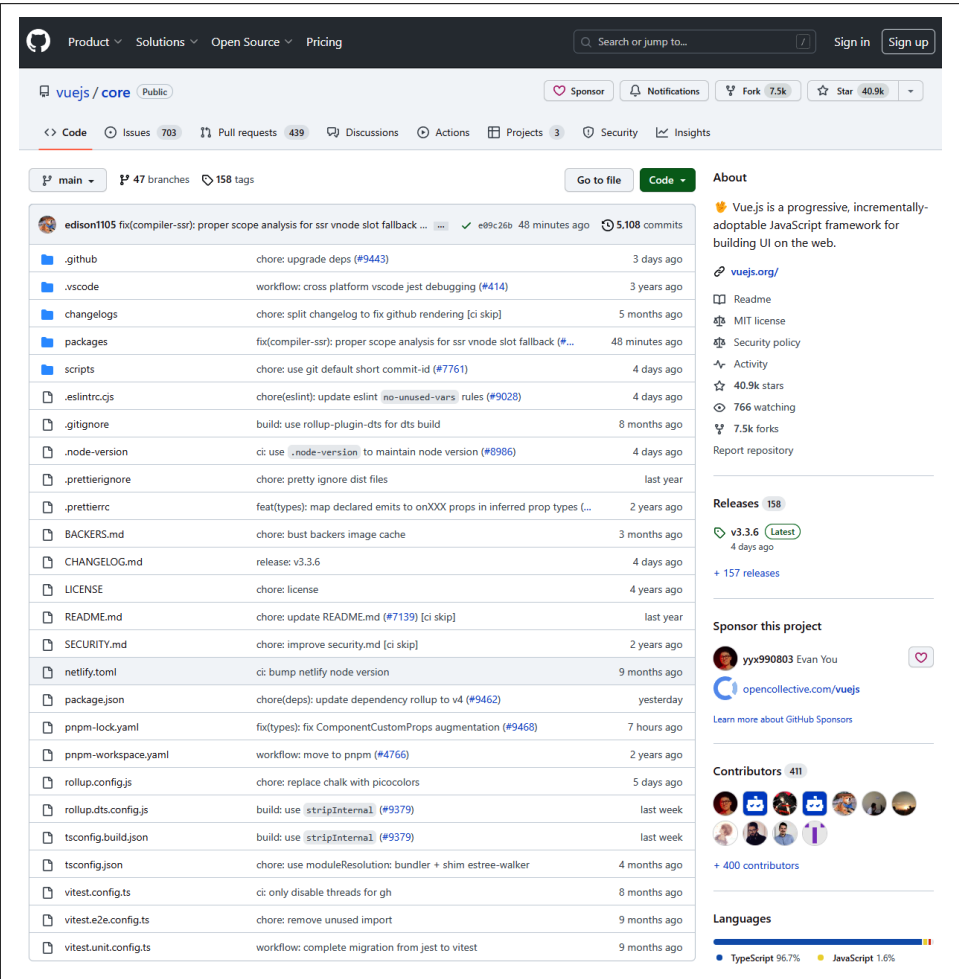 Product Solutions Open Source Pricing Search or jump to... / Sign in Sign up
vuejs / core Public Sponsor Notifications Fork 7.5k Star 40.9k
Code Issues 703 Pull requests 439 Discussions Actions Projects 3 Security Insights
main 47 branches 158 tags Go to file Code
edison1105 fix(compiler-ssr): proper scope analysis for ssr vnode slot fallback ... ... e09c26b 48 minutes ago 5,108 commits
.github chore: upgrade deps (#9443) 3 days ago
.vscode workflow: cross platform vscode jest debugging (#414) 3 years ago
changelogs chore: split changelog to fix github rendering [ci skip] 5 months ago
packages fix(compiler-ssr): proper scope analysis for ssr vnode slot fallback (#... 48 minutes ago
scripts chore: use git default short commit-id (#7761) 4 days ago
.eslintrc.cjs chore(eslint): update eslint no-unused-vars rules (#9028) 4 days ago
.gitignore build: use rollup-plugin-dts for dts build 8 months ago
.node-version ci: use .node-version to maintain node version (#8986) 4 days ago
.prettierignore chore: pretty ignore dist files last year
.prettierrc feat(types): map declared emits to onXXX props in inferred prop types (... 2 years ago
BACKERS.md chore: bust backers image cache 3 months ago
CHANGELOG.md release: v3.3.6 4 days ago
LICENSE chore: license 4 years ago
README.md chore: update README.md (#7139) [ci skip] last year
SECURITY.md chore: improve security.md [ci skip] 2 years ago
netlify.toml ci: bump netlify node version 9 months ago
package.json chore(deps): update dependency rollup to v4 (#9462) yesterday
pnpm-lock.yaml fix(types): fix ComponentCustomProps augmentation (#9468) 7 hours ago
pnpm-workspace.yaml workflow: move to pnpm (#4766) 2 years ago
rollup.config.js chore: replace chalk with picocolors 5 days ago
rollup.dts.config.js build: use stripInternal (#9379) last week
tsconfig.build.json build: use stripInternal (#9379) last week
tsconfig.json chore: use moduleResolution: bundler + shim estree-walker 4 months ago
vitest.config.ts ci: only disable threads for gh 8 months ago
vitest.e2e.config.ts chore: remove unused import 9 months ago
vitest.unit.config.ts workflow: complete migration from jest to vitest 9 months ago
About
🖖 Vue.js is a progressive, incrementally-
adoptable JavaScript framework for
building UI on the web.
vuejs.org/
Readme
MIT license
Security policy
Activity
40.9k stars
766 watching
7.5k forks
Report repository
Releases 158
v3.3.6 Latest
4 days ago
+ 157 releases
Sponsor this project
yyx990803 Evan You
opencollective.com/vuejs
Learn more about GitHub Sponsors
Contributors 411
+ 400 contributors
Languages
TypeScript 96.7% JavaScript 1.6%